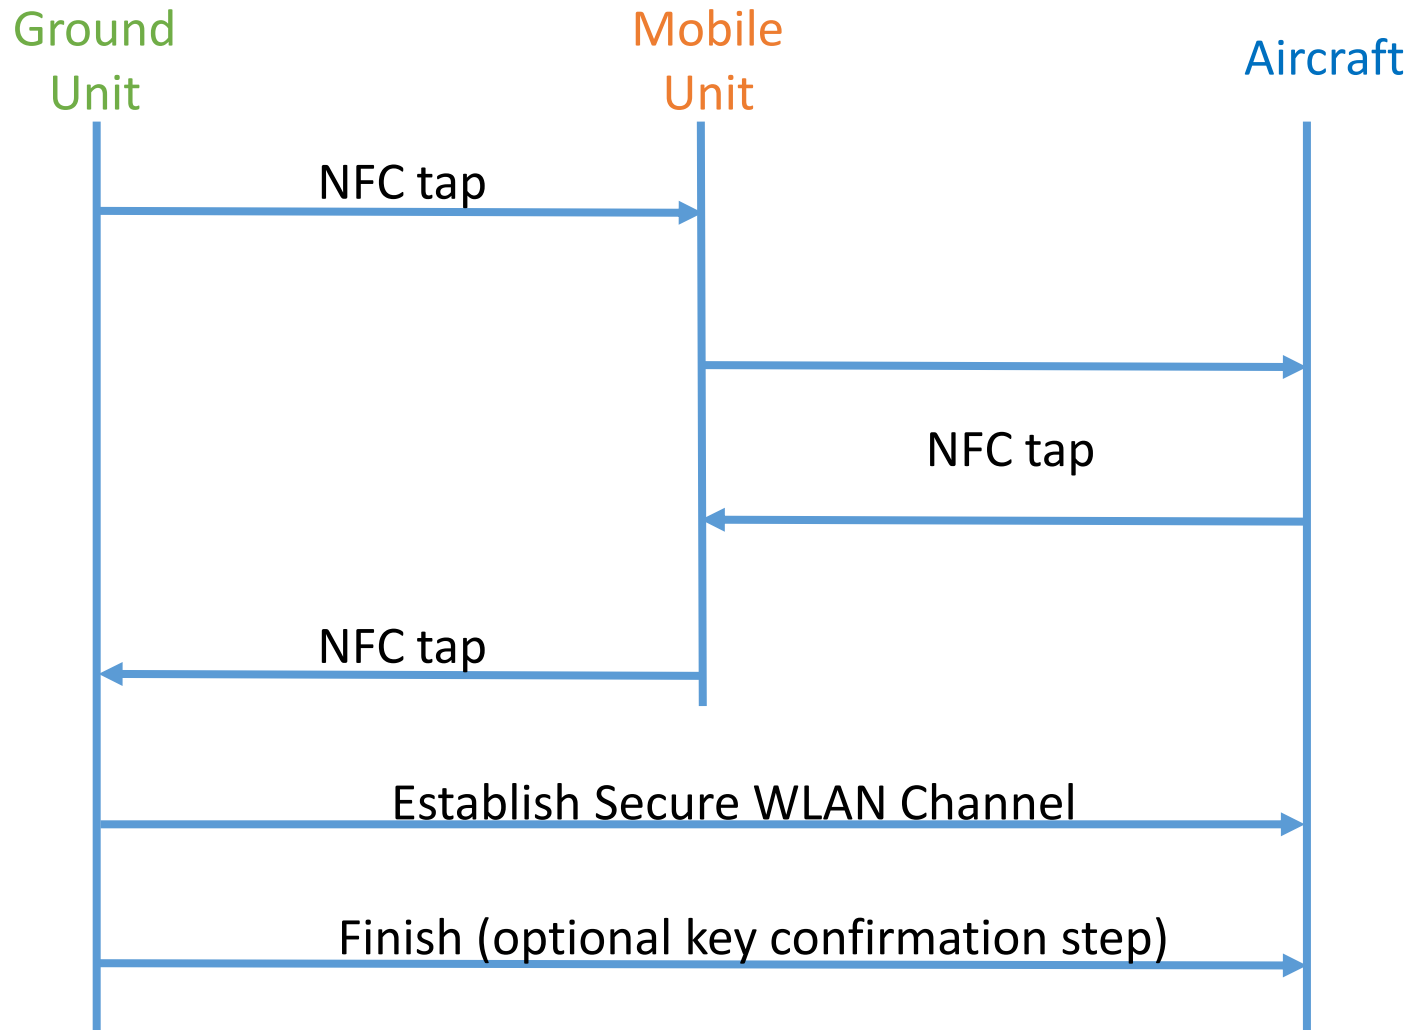 Ground
Unit
Mobile
Unit
Aircraft
NFC tap
NFC tap
NFC tap
Establish Secure WLAN Channel
Finish (optional key confirmation step)